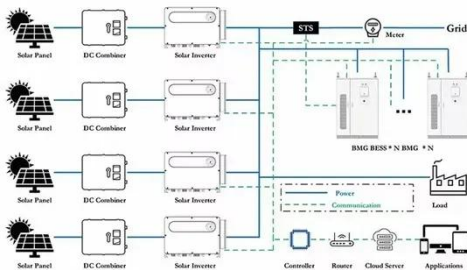 STS
Meter
Grid
Solar Panel DC Combiner Solar Inverter
Solar Panel DC Combiner Solar Inverter
BMG BESS * N BMG * N
Solar Panel DC Combiner Solar Inverter
Power
Communication
Load
Solar Panel DC Combiner Solar Inverter
Controller Router Cloud Server Applications